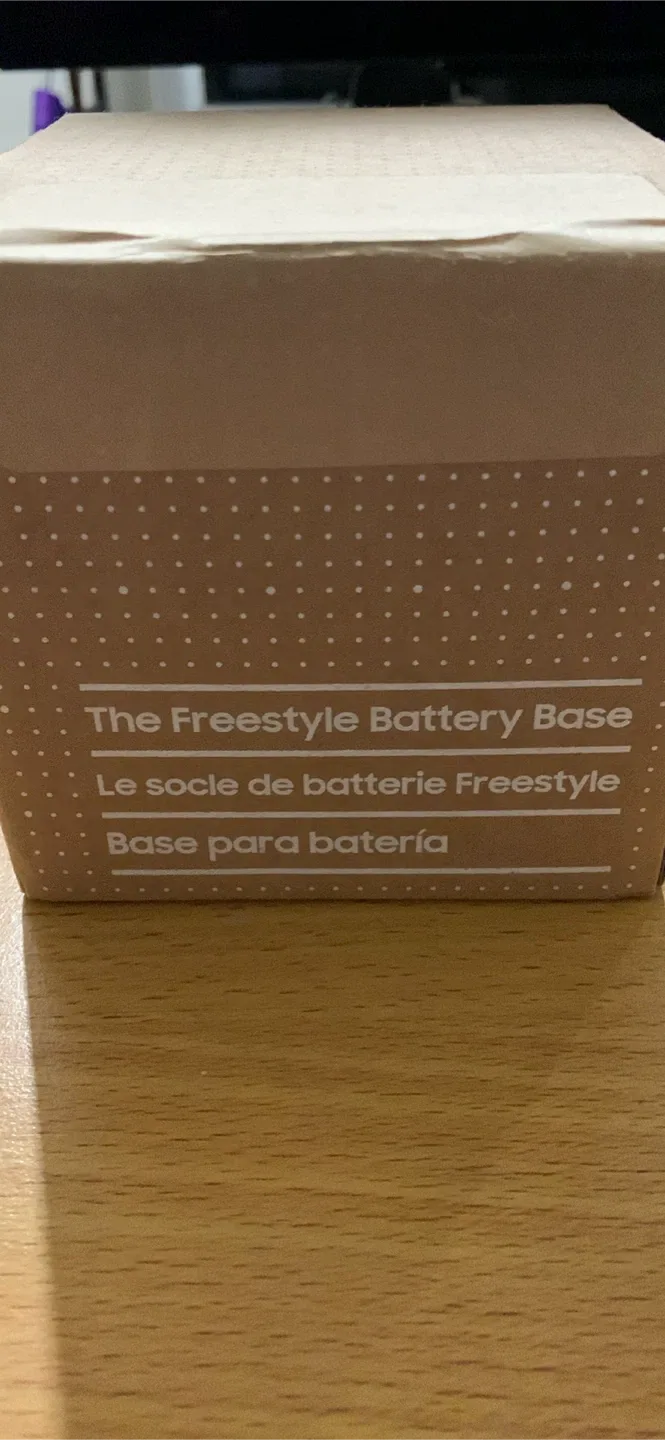 The Freestyle Battery Base
Le socle de batterie Freestyle
Base para batería